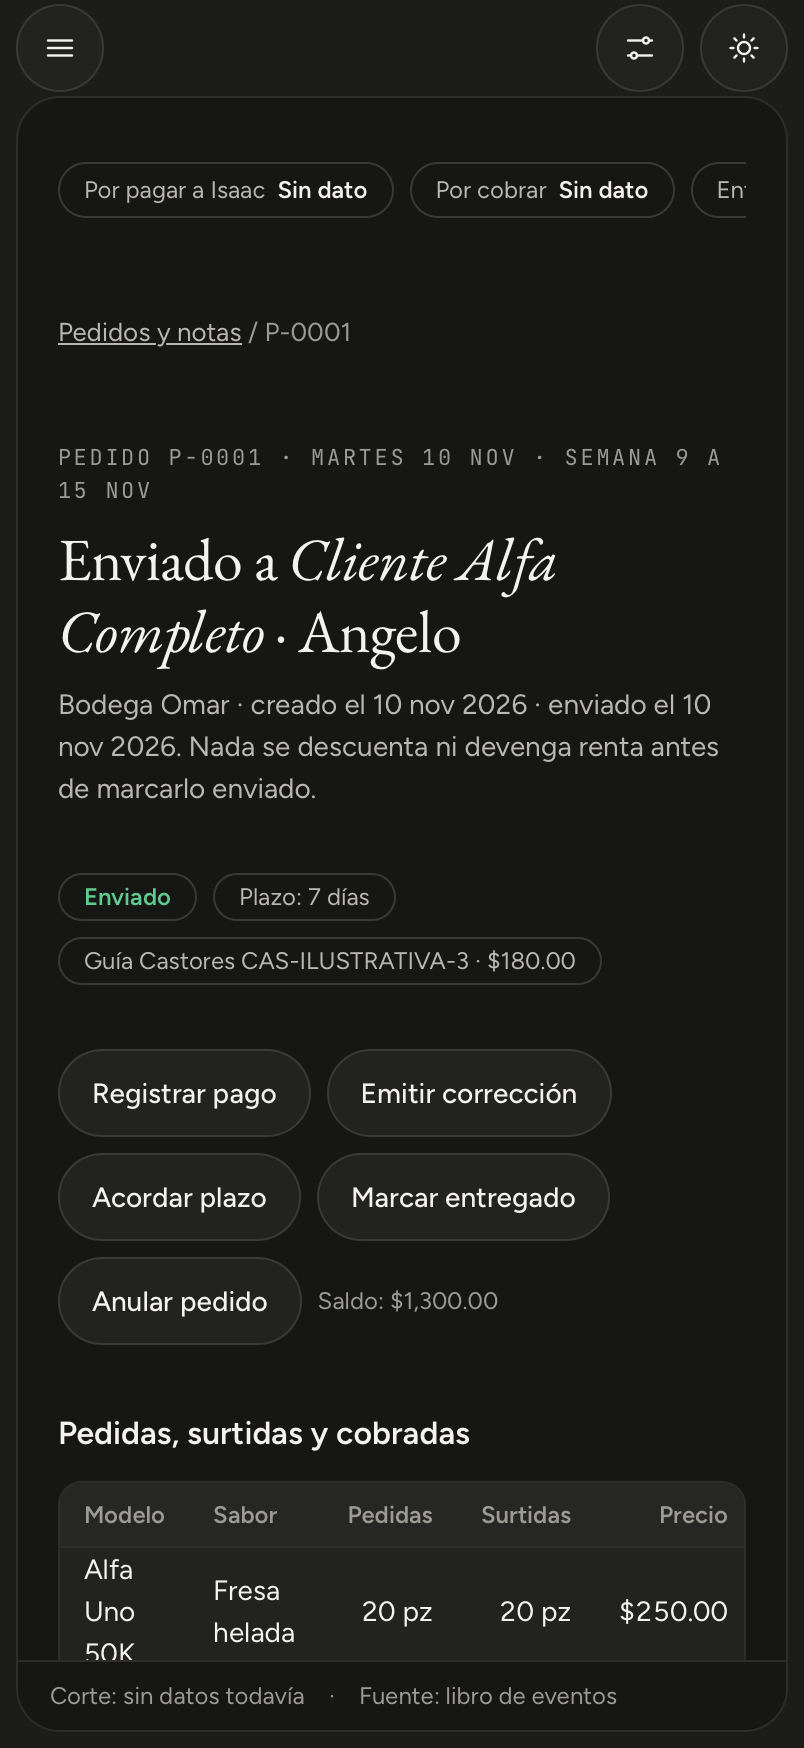 Por pagar a Isaac Sin dato Por cobrar Sin dato
Pedidos y notas / P-0001
PEDIDO P-0001 · MARTES 10 NOV · SEMANA 9 A
15 NOV
Enviado a Cliente Alfa
Completo · Angelo
Bodega Omar · creado el 10 nov 2026 · enviado el 10
nov 2026. Nada se descuenta ni devenga renta antes
de marcarlo enviado.
Enviado Plazo: 7 días
Guía Castores CAS-ILUSTRATIVA-3 · $180.00
Registrar pago Emitir corrección
Acordar plazo Marcar entregado
Anular pedido Saldo: $1,300.00
Pedidas, surtidas y cobradas
Modelo Sabor Pedidas Surtidas Precio
Alfa
Uno
50K
Fresa
helada
20 pz 20 pz $250.00
Corte: sin datos todavía · Fuente: libro de eventos